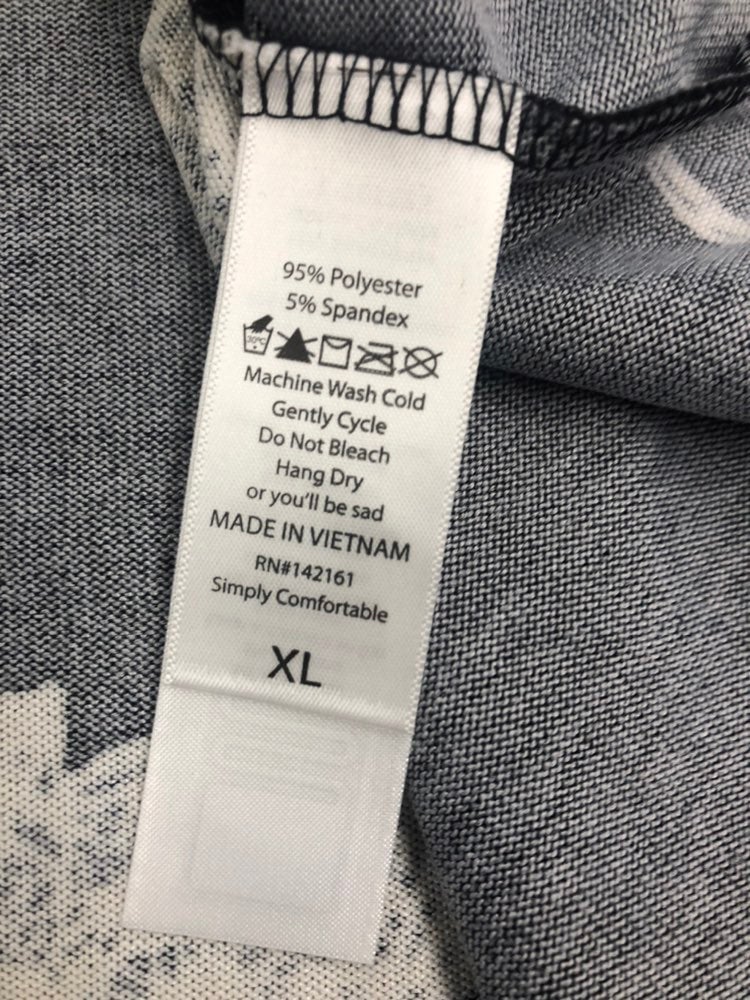 95% Polyester
5% Spandex
30°C
Machine Wash Cold
Gently Cycle
Do Not Bleach
Hang Dry
or you'll be sad
MADE IN VIETNAM
RN#142161
Simply Comfortable
XL